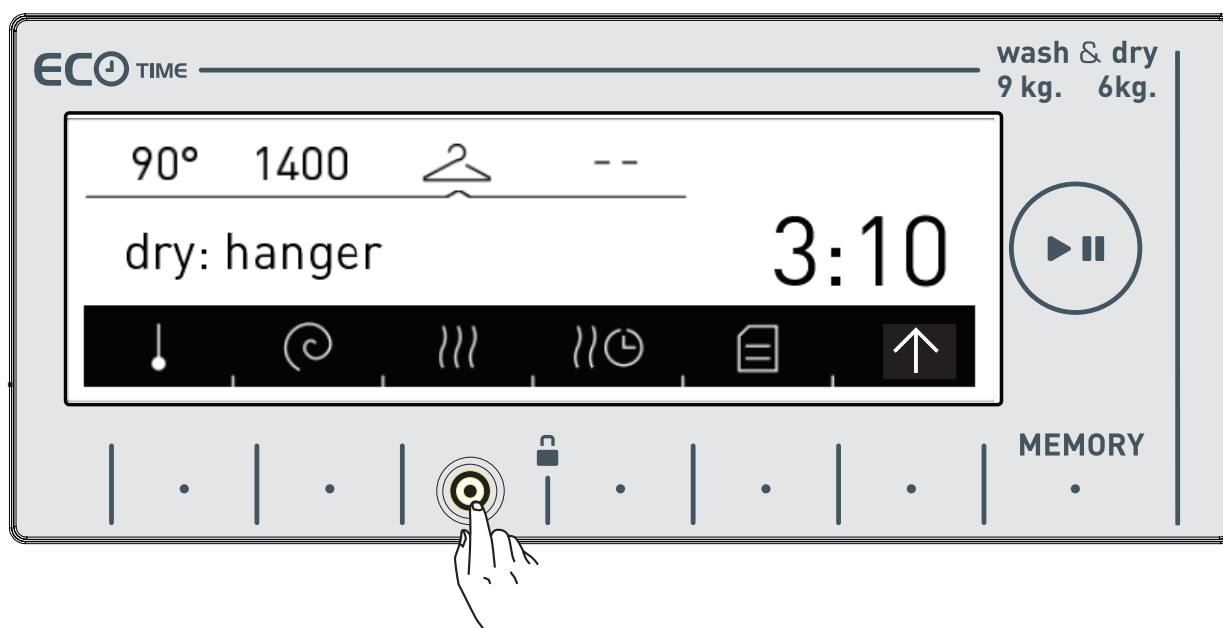 ECO TIME
wash & dry
9 kg. 6kg.
90° 1400 --
dry: hanger
3:10
MEMORY